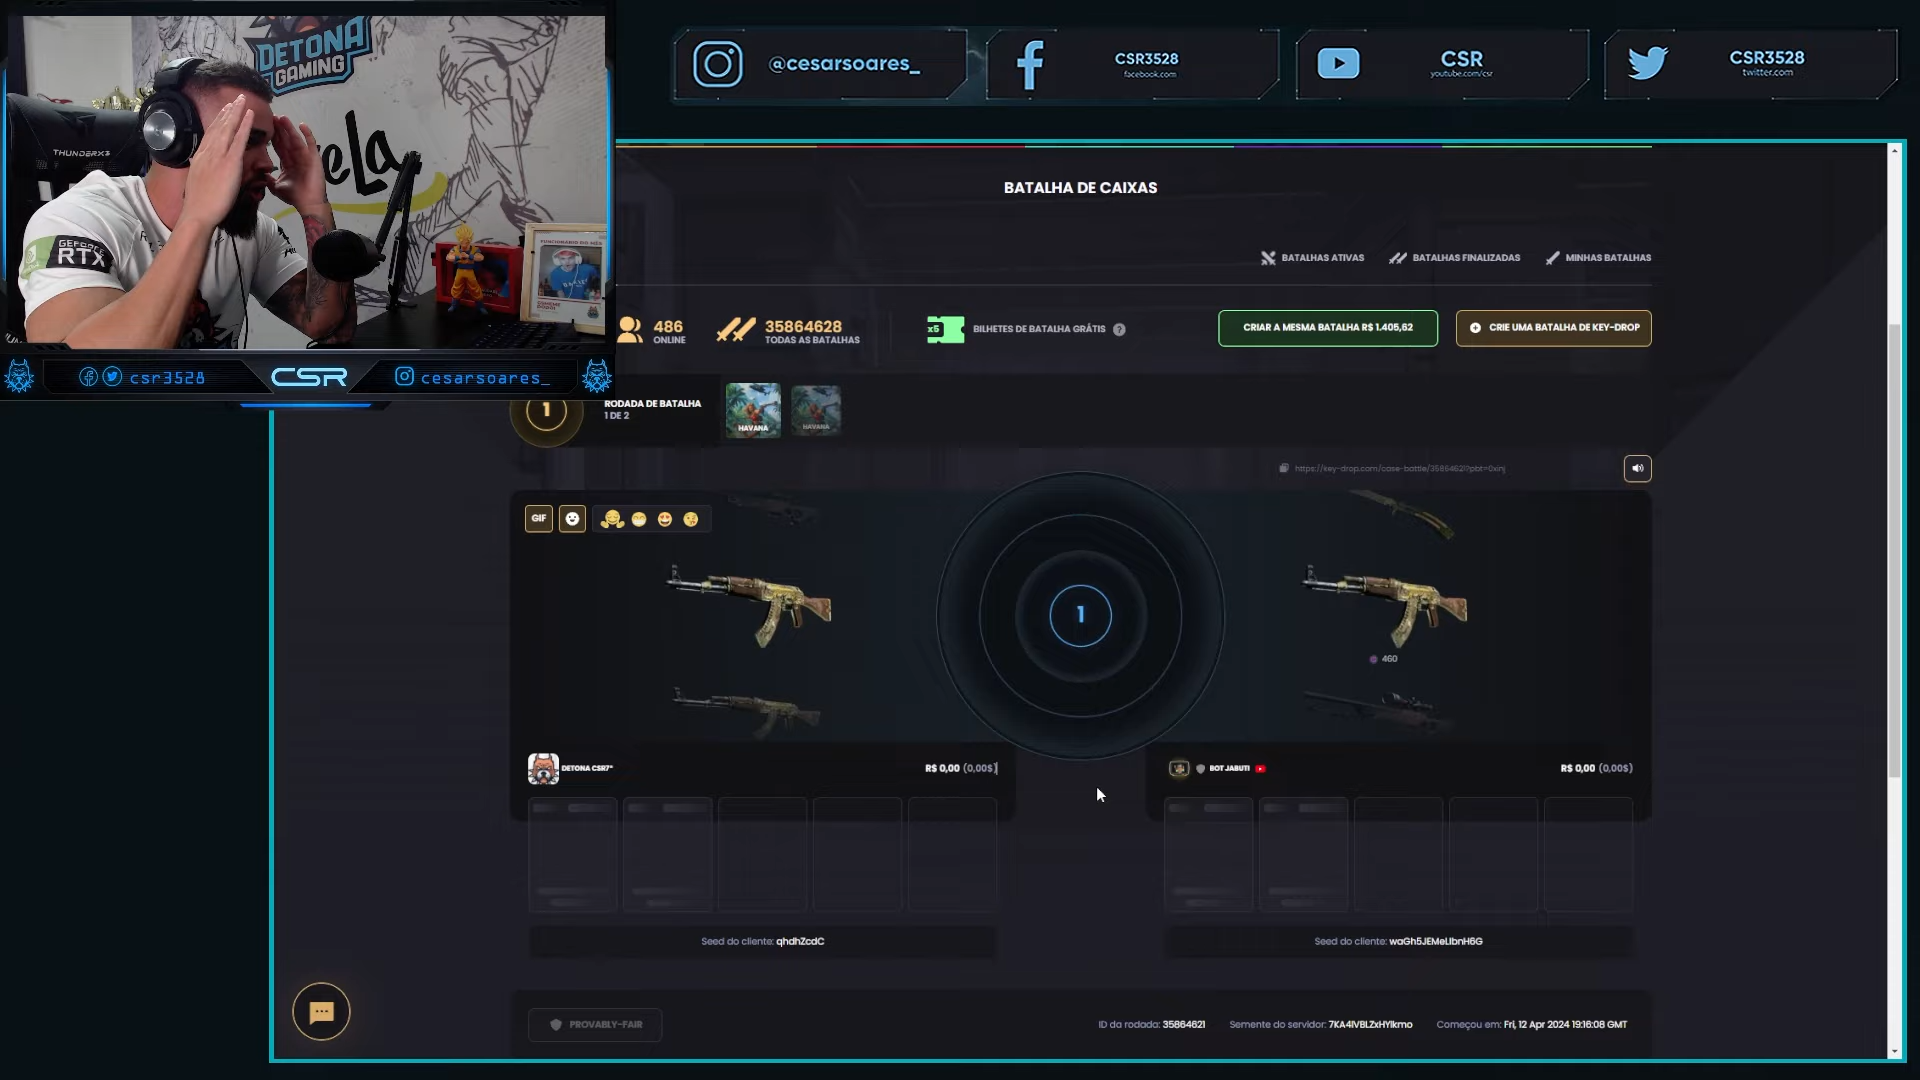 DETONA
GAMING
THUNDERX3
GEFORCE
RTX
csr3528
CSR
cesarsoares_
@cesarsoares_
CSR3528
facebook.com
CSR
youtube.com/csr
CSR3528
twitter.com
BATALHA DE CAIXAS
BATALHAS ATIVAS
BATALHAS FINALIZADAS
MINHAS BATALHAS
486
ONLINE
35864628
TODAS AS BATALHAS
x5
BILHETES DE BATALHA GRÁTIS
?
CRIAR A MESMA BATALHA R$ 1.405,62
CRIE UMA BATALHA DE KEY-DROP
1
RODADA DE BATALHA
1 DE 2
HAVANA
HAVANA
GIF
1
460
DETONA CSR7*
R$ 0,00 (0,00$)
BOT JABUTI
R$ 0,00 (0,00$)
Seed do cliente: qhdhZcdC
Seed do cliente: waGh5JEMeLIbnH6G
PROVABLY-FAIR
ID da rodada: 35864621
Semente do servidor: 7KA4IVBLZxHYIkmo
Começou em: Fri, 12 Apr 2024 19:16:08 GMT